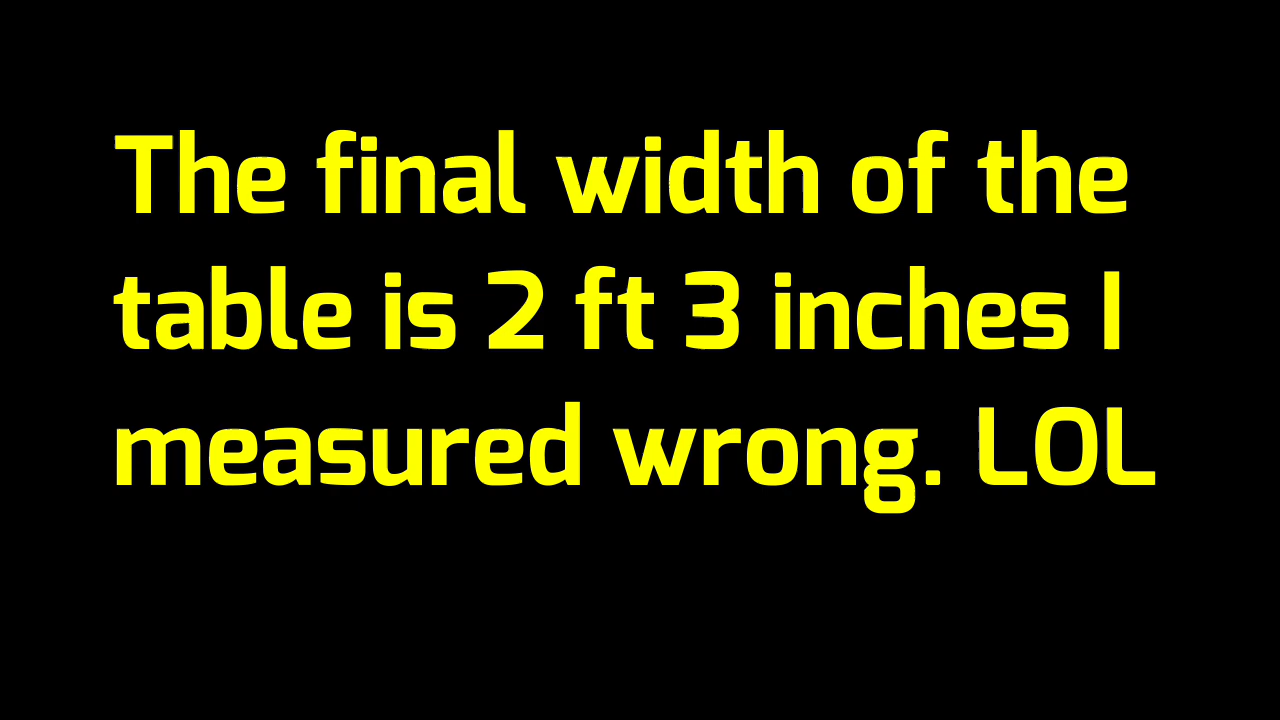 The final width of the
table is 2 ft 3 inches I
measured wrong. LOL